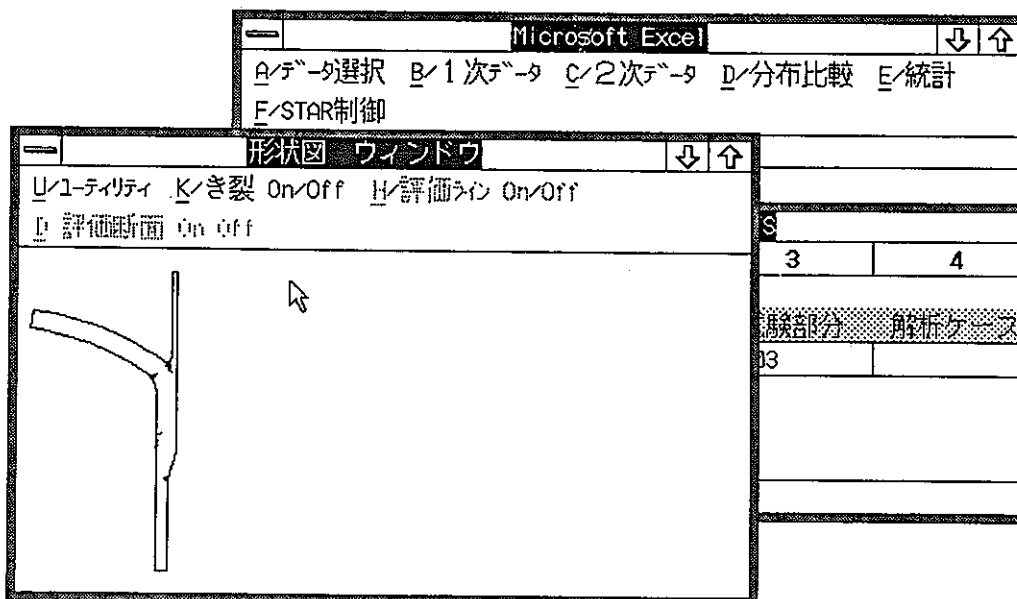 Microsoft Excel
A/ﾃﾞｰﾀ選択 B/1次ﾃﾞｰﾀ C/2次ﾃﾞｰﾀ D/分布比較 E/統計
F/STAR制御
形状図 ウィンドウ
U/ﾕｰﾃｨﾘﾃｨ K/き裂 On/Off H/評価ﾗｲﾝ On/Off
D 評価断面 On Off
S
3 4
験部分 解析ケース
03